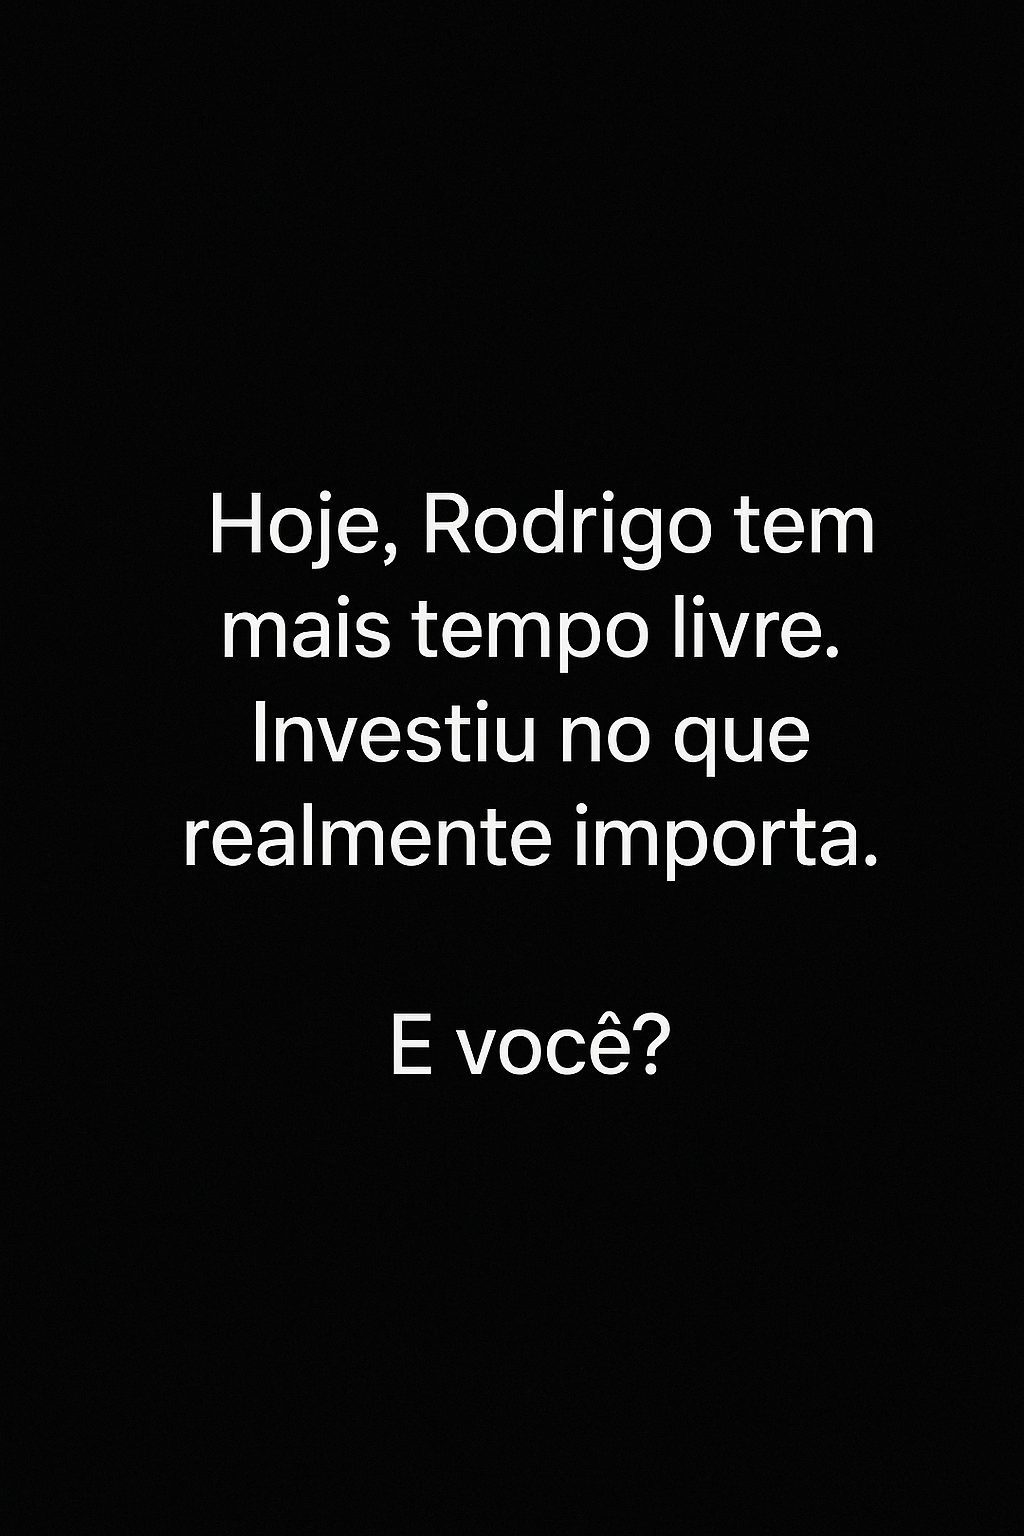 Hoje, Rodrigo tem
mais tempo livre.
Investiu no que
realmente importa.
E você?